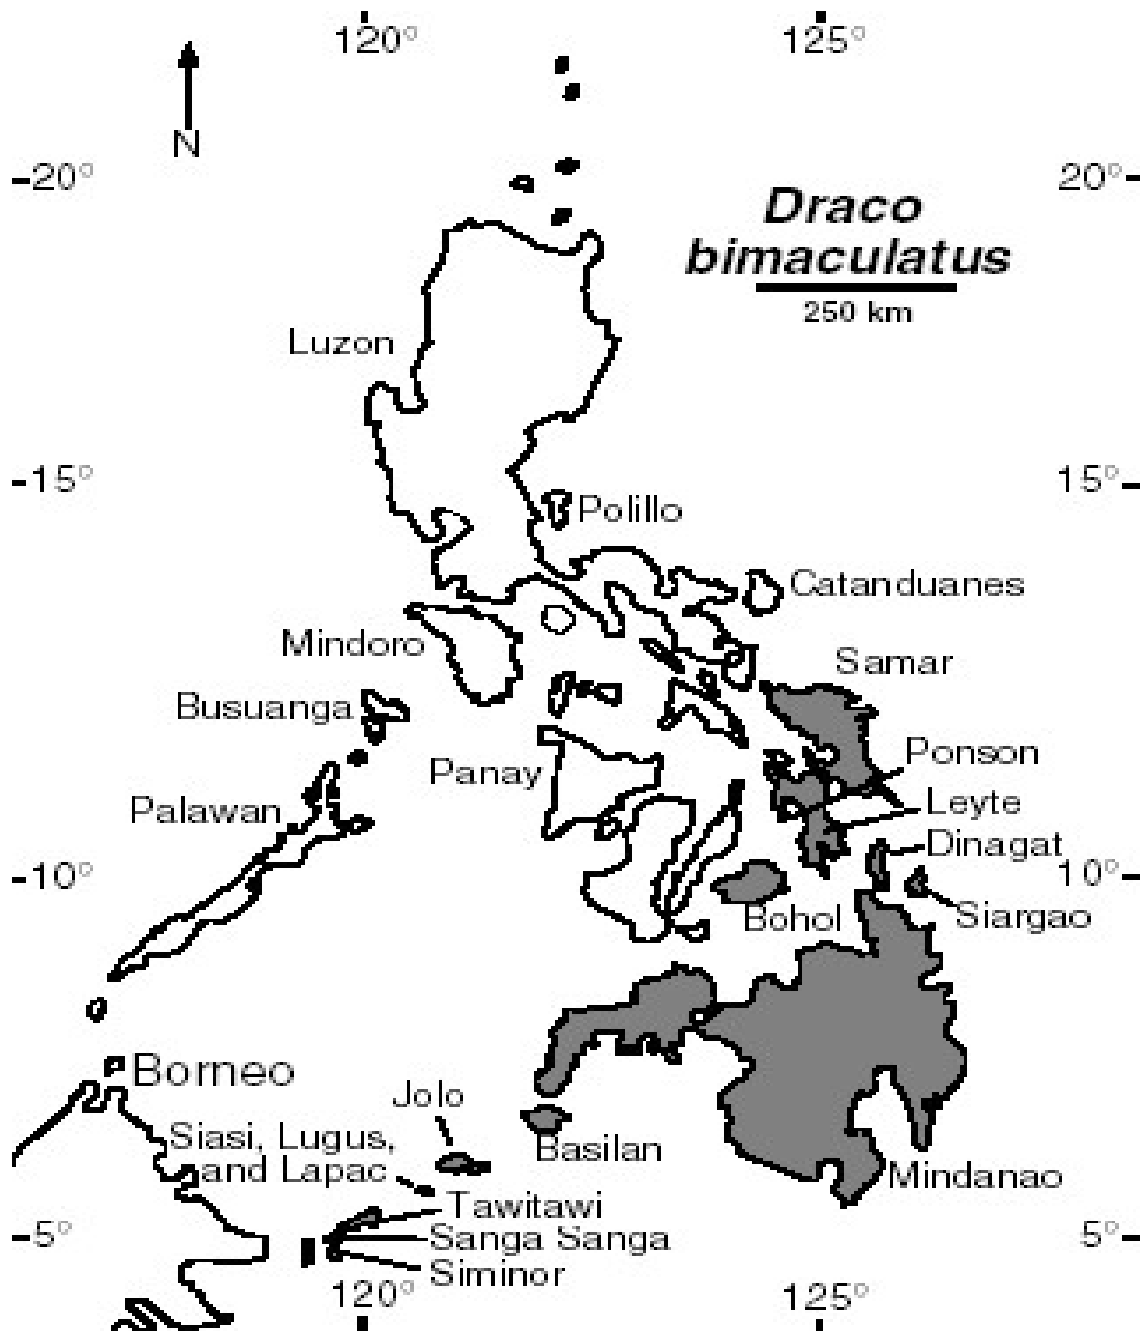 120° 125°
N
-20° 20°-
Draco
bimaculatus
250 km
Luzon
-15° 15°-
Polillo
Catanduanes
Mindoro
Samar
Busuanga
Ponson
Panay
Leyte
Palawan
Dinagat
-10° 10°-
Siargao
Bohol
Borneo
Jolo
Siasi, Lugus,
and Lapac
Basilan
Mindanao
Tawitawi
-5° 5°-
Sanga Sanga
Siminor
120° 125°